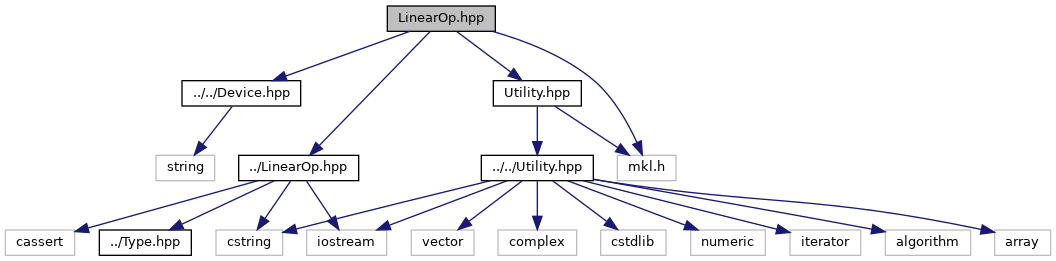 LinearOp.hpp
../../Device.hpp
Utility.hpp
string
../LinearOp.hpp
../../Utility.hpp
mkl.h
cassert
../Type.hpp
cstring
iostream
vector
complex
cstdlib
numeric
iterator
algorithm
array